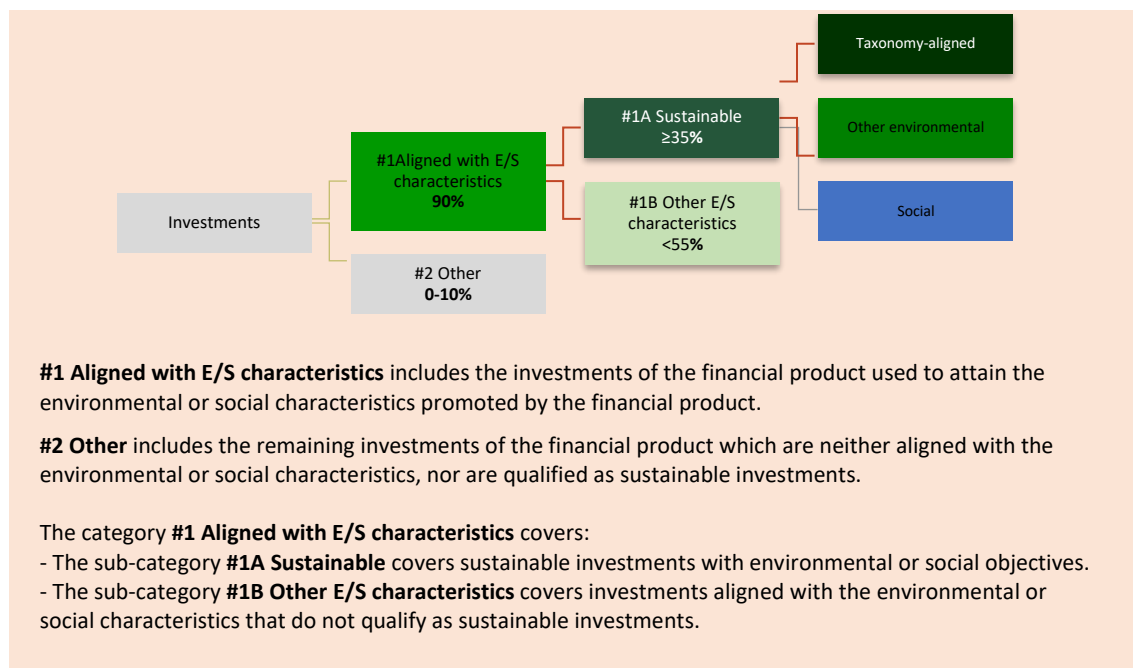 Taxonomy-aligned
#1A Sustainable
≥35%
Other environmental
#1Aligned with E/S
characteristics
90%
#1B Other E/S
characteristics
<55%
Social
Investments
#2 Other
0-10%
#1 Aligned with E/S characteristics includes the investments of the financial product used to attain the
environmental or social characteristics promoted by the financial product.
#2 Other includes the remaining investments of the financial product which are neither aligned with the
environmental or social characteristics, nor are qualified as sustainable investments.
The category #1 Aligned with E/S characteristics covers:
- The sub-category #1A Sustainable covers sustainable investments with environmental or social objectives.
- The sub-category #1B Other E/S characteristics covers investments aligned with the environmental or
social characteristics that do not qualify as sustainable investments.